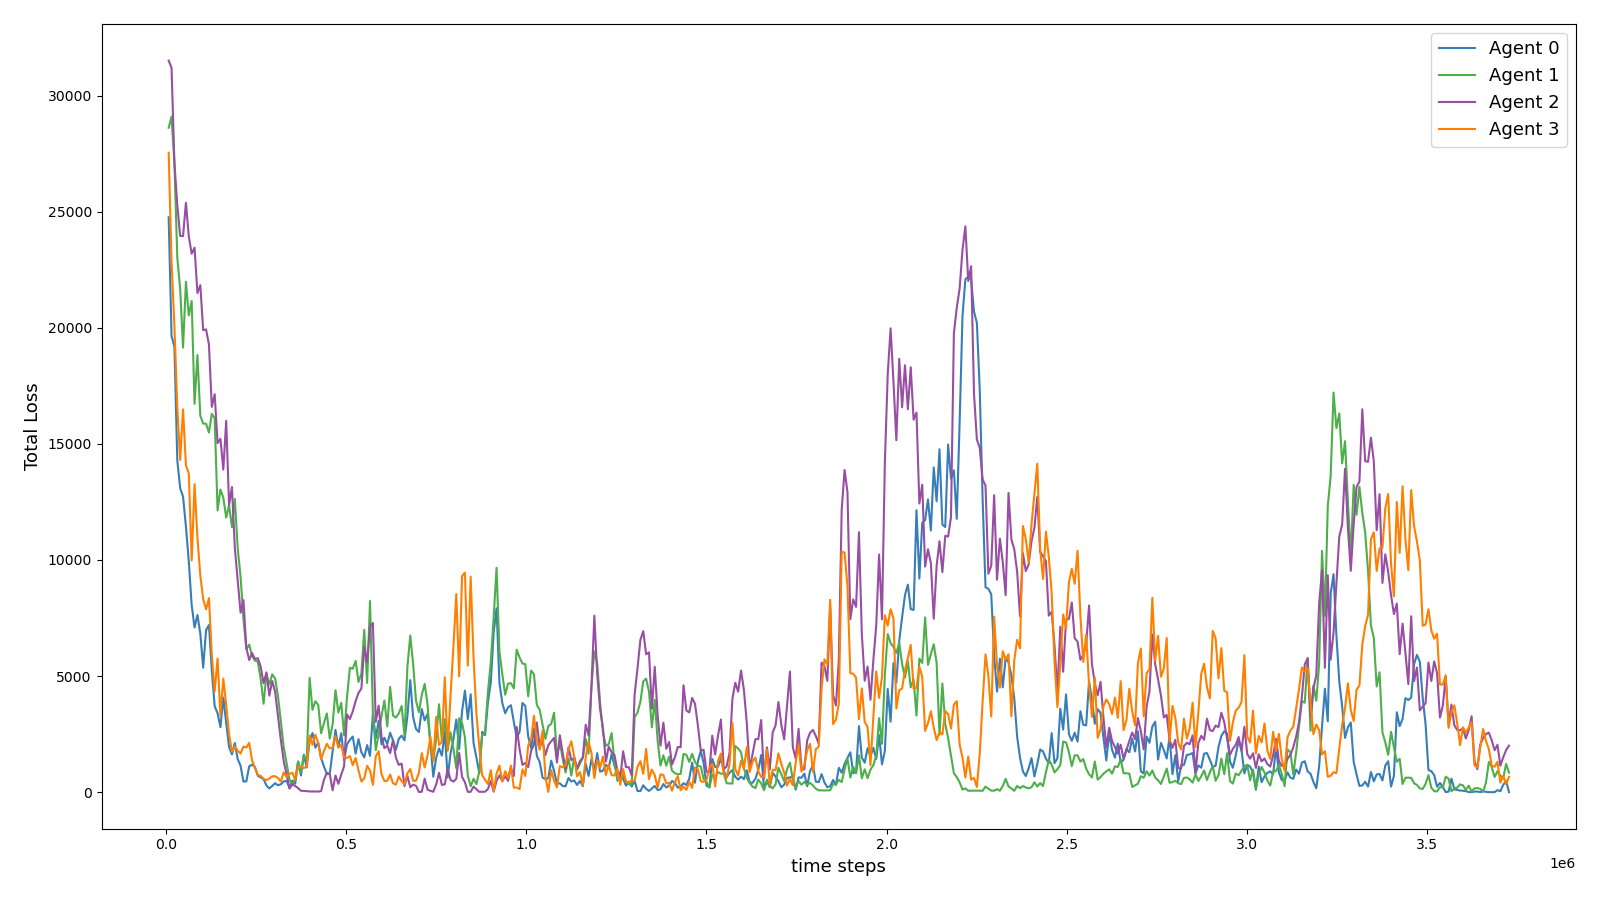 Agent 0
Agent 1
Agent 2
Agent 3
Total Loss
30000
25000
20000
15000
10000
5000
0
0.0 0.5 1.0 1.5 2.0 2.5 3.0 3.5
1e6
time steps